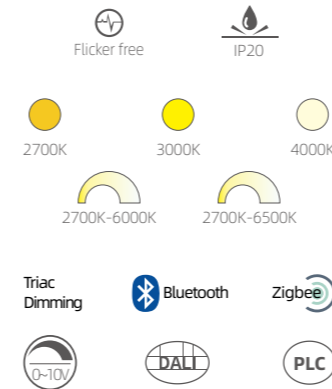 Flicker free
IP20
2700K
3000K
4000K
2700K-6000K
2700K-6500K
Triac
Dimming
Bluetooth
Zigbee
0~10V
DALI
PLC